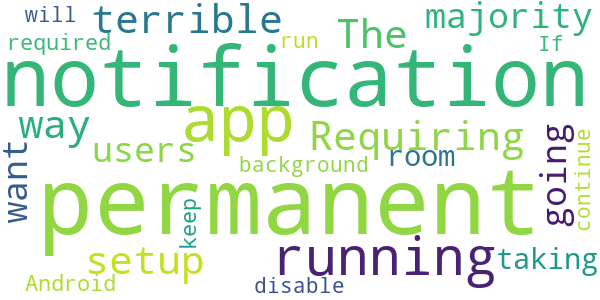 will terrible The majority
required run If
notification
way app Requiring
users background room
want permanent going continue
keep
setup running taking
Android disable